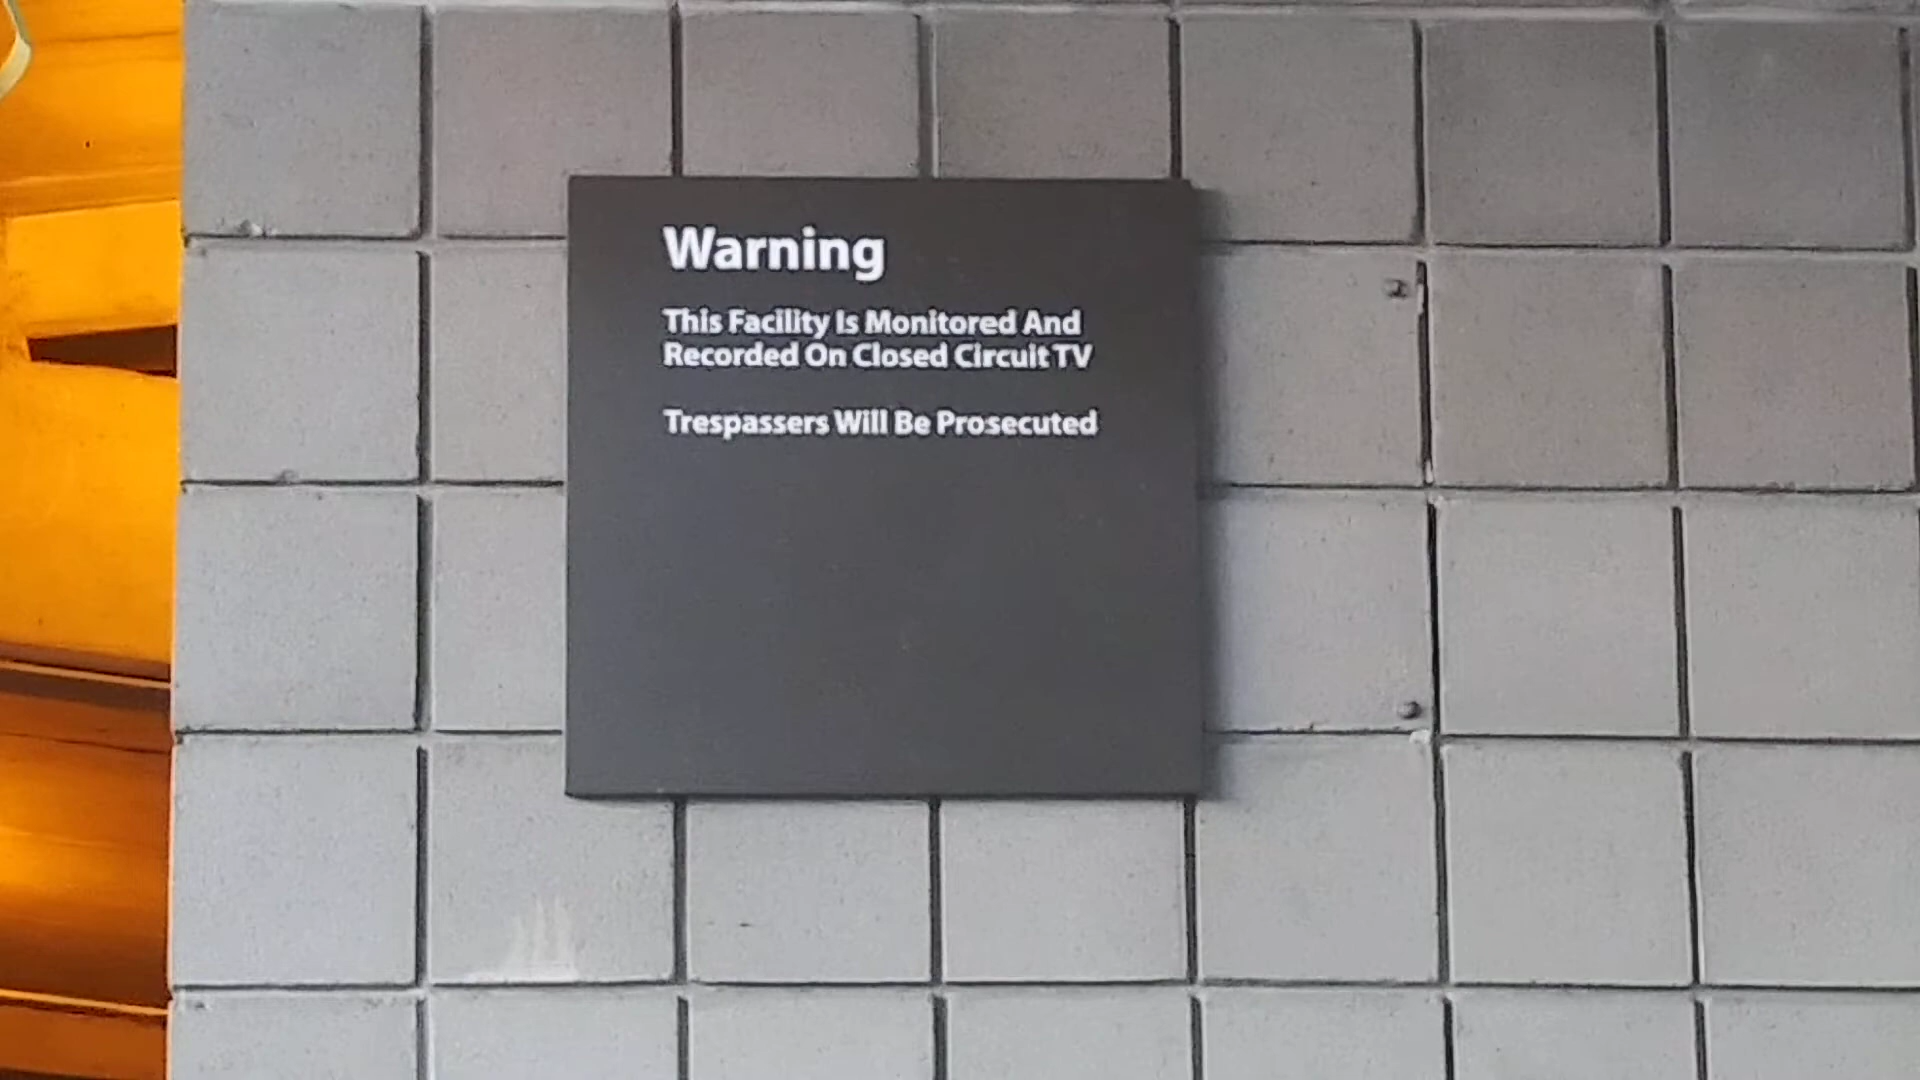 Warning
This Facility Is Monitored And
Recorded On Closed Circuit TV
Trespassers Will Be Prosecuted